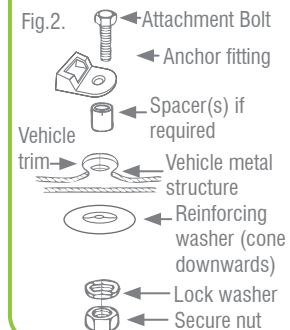 Fig.2.
Attachment Bolt
Anchor fitting
Spacer(s) if
required
Vehicle
trim
Vehicle metal
structure
Reinforcing
washer (cone
downwards)
Lock washer
Secure nut